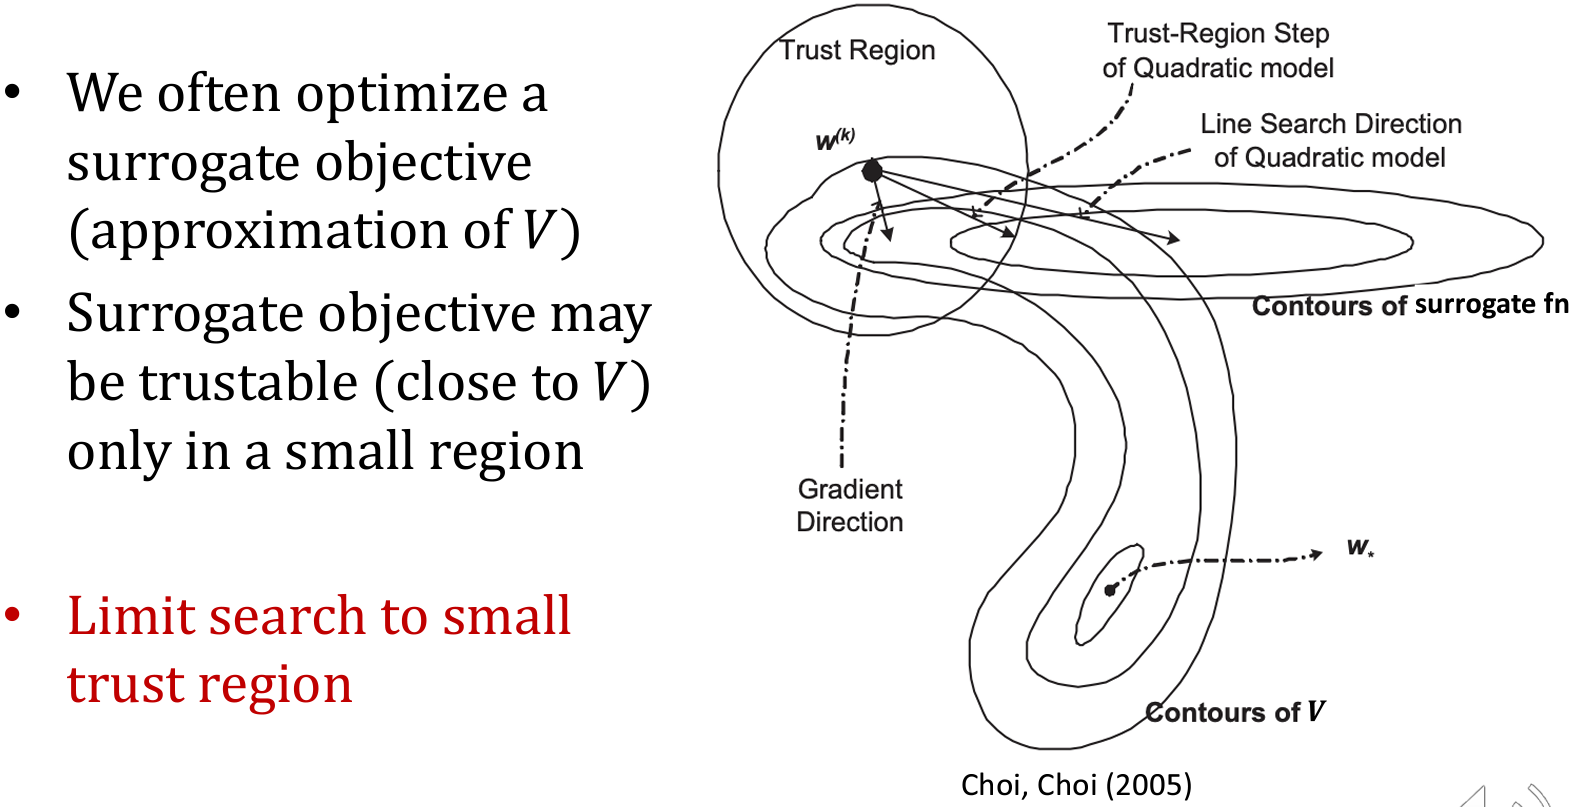 • We often optimize a
surrogate objective
(approximation of V)
• Surrogate objective may
be trustable (close to V)
only in a small region
• Limit search to small
trust region
Trust Region
Trust-Region Step
of Quadratic model
Line Search Direction
of Quadratic model
w(k)
Contours of surrogate fn
Gradient
Direction
w*
Contours of V
Choi, Choi (2005)